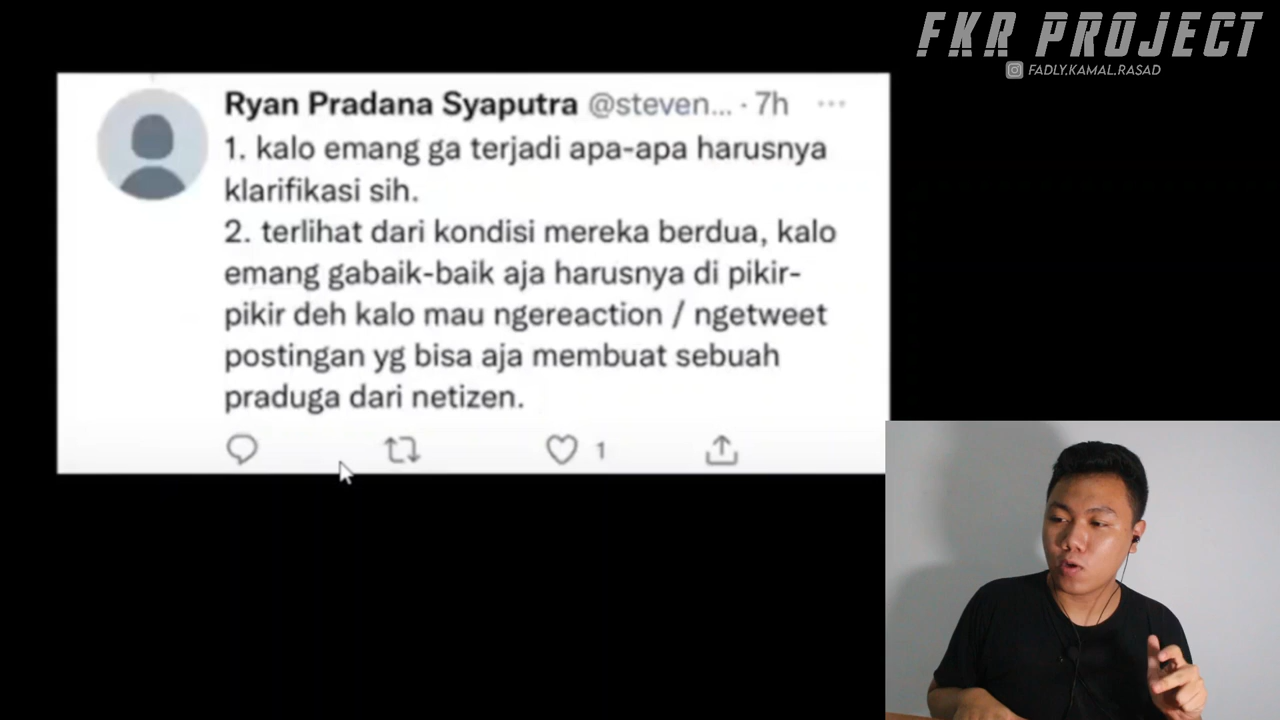 FKR PROJECT
FADLY.KAMAL.RASAD
Ryan Pradana Syaputra @steven... · 7h ...
1. kalo emang ga terjadi apa-apa harusnya
klarifikasi sih.
2. terlihat dari kondisi mereka berdua, kalo
emang gabaik-baik aja harusnya di pikir-
pikir deh kalo mau ngereaction / ngetweet
postingan yg bisa aja membuat sebuah
praduga dari netizen.
1